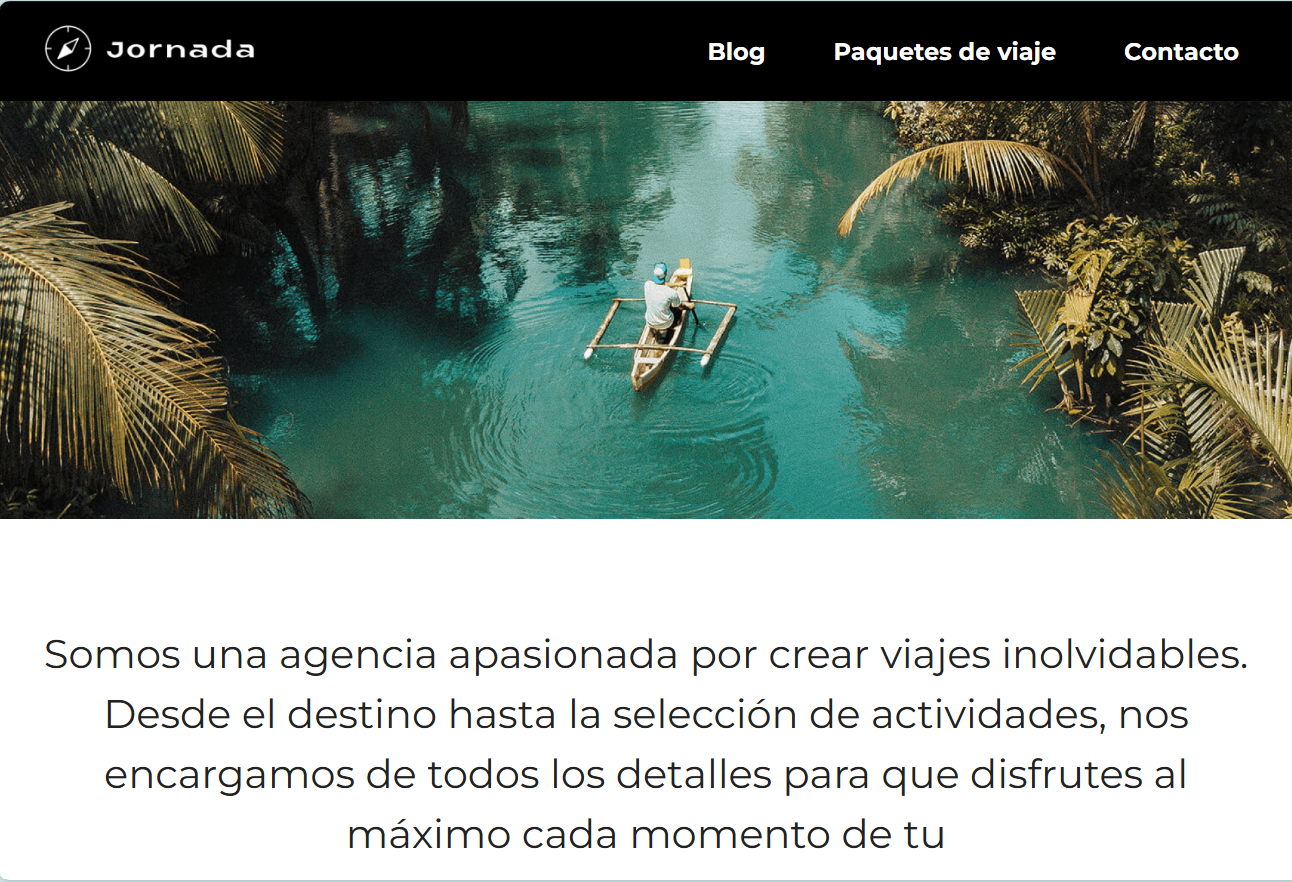 Jornada
Blog
Paquetes de viaje
Contacto
Somos una agencia apasionada por crear viajes inolvidables.
Desde el destino hasta la selección de actividades, nos
encargamos de todos los detalles para que disfrutes al
máximo cada momento de tu